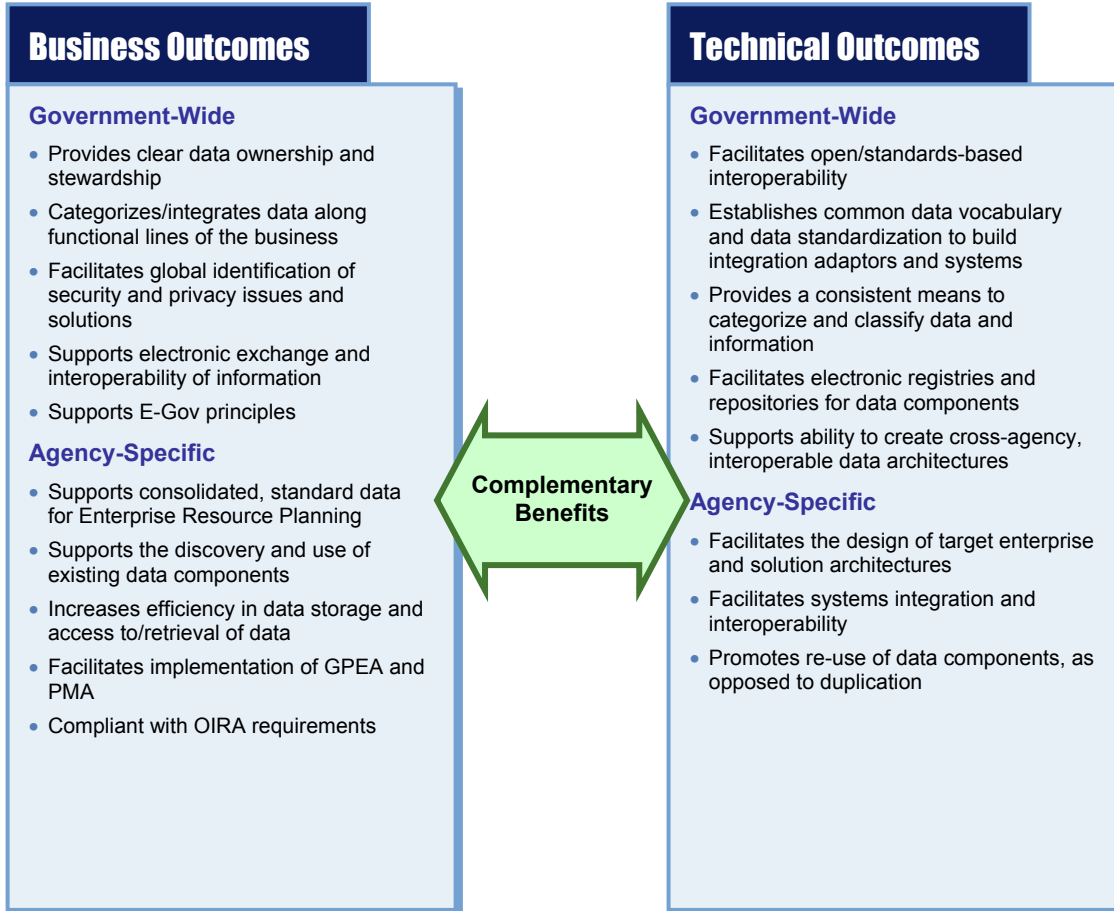 Business Outcomes
Government-Wide
• Provides clear data ownership and
stewardship
• Categorizes/integrates data along
functional lines of the business
• Facilitates global identification of
security and privacy issues and
solutions
• Supports electronic exchange and
interoperability of information
• Supports E-Gov principles
Agency-Specific
• Supports consolidated, standard data
for Enterprise Resource Planning
• Supports the discovery and use of
existing data components
• Increases efficiency in data storage and
access to/retrieval of data
• Facilitates implementation of GPEA and
PMA
• Compliant with OIRA requirements
Complementary
Benefits
Technical Outcomes
Government-Wide
• Facilitates open/standards-based
interoperability
• Establishes common data vocabulary
and data standardization to build
integration adaptors and systems
• Provides a consistent means to
categorize and classify data and
information
• Facilitates electronic registries and
repositories for data components
• Supports ability to create cross-agency,
interoperable data architectures
Agency-Specific
• Facilitates the design of target enterprise
and solution architectures
• Facilitates systems integration and
interoperability
• Promotes re-use of data components, as
opposed to duplication